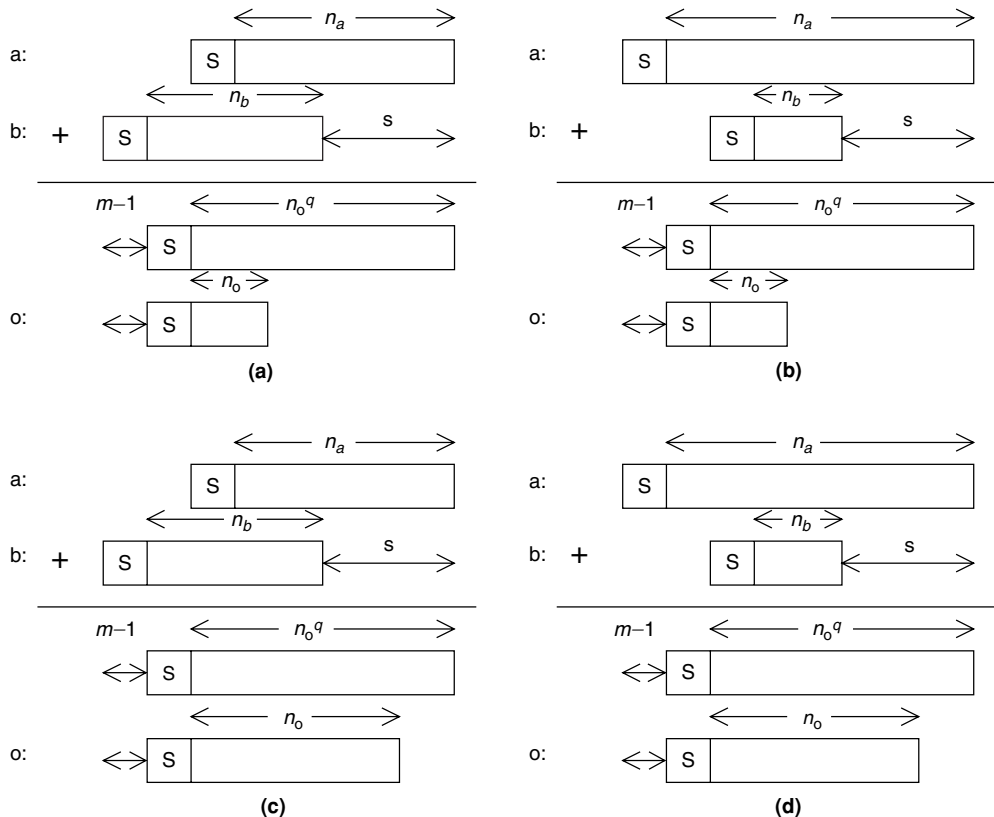 n_a
a: S
n_b
b: + S s
m−1 n_o^q
S
n_o
o: S
(a)
n_a
a: S
n_b
b: + S s
m−1 n_o^q
S
n_o
o: S
(b)
n_a
a: S
n_b
b: + S s
m−1 n_o^q
S
n_o
o: S
(c)
n_a
a: S
n_b
b: + S s
m−1 n_o^q
S
n_o
o: S
(d)